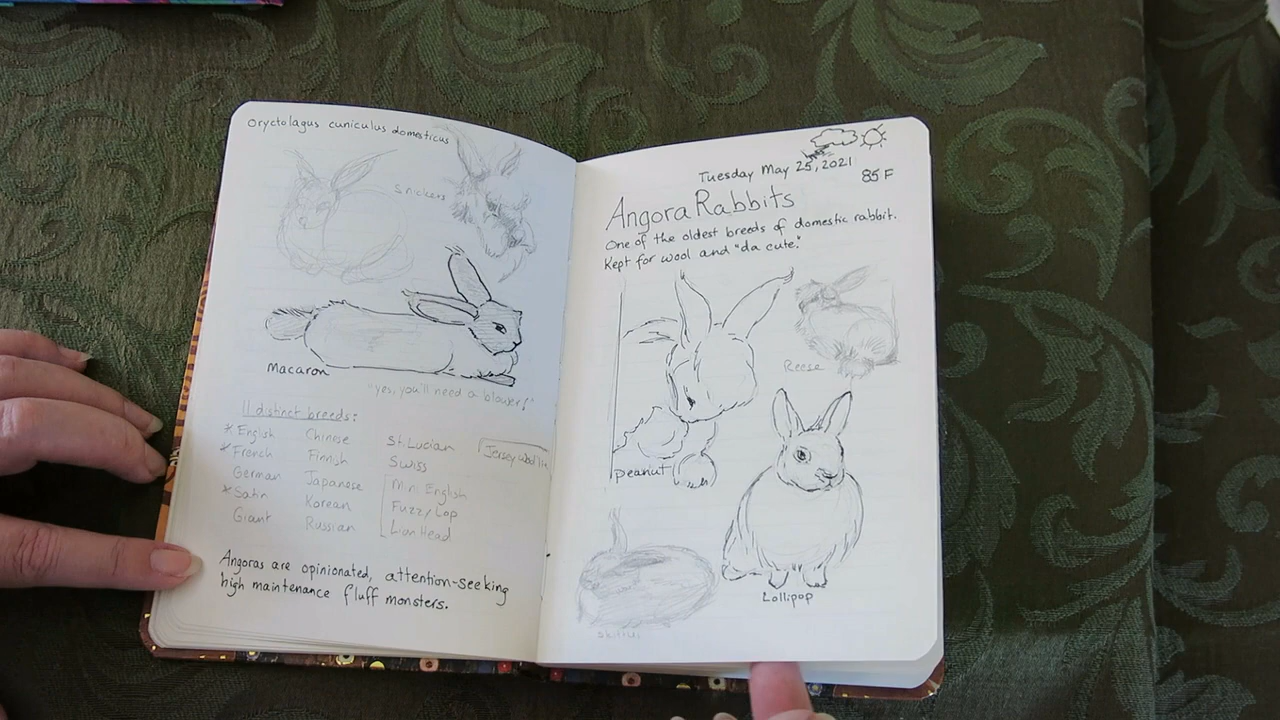 Oryctolagus cuniculus domesticus
Snickers
Macaron
"yes, you'll need a blower!"
11 distinct breeds:
* English
* French
German
* Satin
Giant
Chinese
Finnish
Japanese
Korean
Russian
St. Lucian
Swiss
Mini English
Fuzzy Lop
Lion Head
Jersey
Angoras are opinionated, attention-seeking
high maintenance fluff monsters.
Tuesday May 25, 2021
85 F
Angora Rabbits
One of the oldest breeds of domestic rabbit.
Kept for wool and "da cute."
Reese
peanut
Lollipop